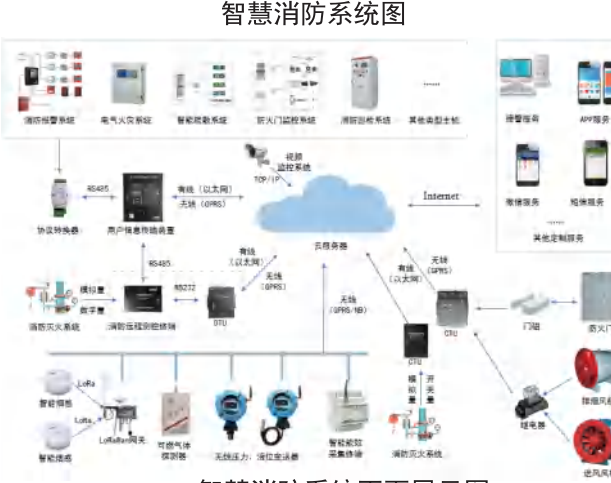 智慧消防系统图
消防报警系统
电气火灾系统
智能疏散系统
防火门监控系统
消防巡检系统
其他类型主机
......
接警服务
APP服务
短信服务
......
其他定制服务
视频
监控系统
TCP/IP
RS485
有线（以太网）
无线（GPRS）
Internet
协议转换器
用户信息传输装置
云服务器
RS485
有线
（以太网）
无线
（GPRS）
有线
（以太网）
无线
（GPRS）
模拟量
数字量
RS232
DTU
无线
（GPRS/NB）
消防灭火系统
消防远程测控终端
CTU
门磁
防火门
CTU
LoRa
智能烟感
LoRa
智能烟感
LoRaWan网关
可燃气体
探测器
无线压力、液位变送器
采集终端
模拟量
开关量
消防灭火系统
继电器
排烟风机
送风风机